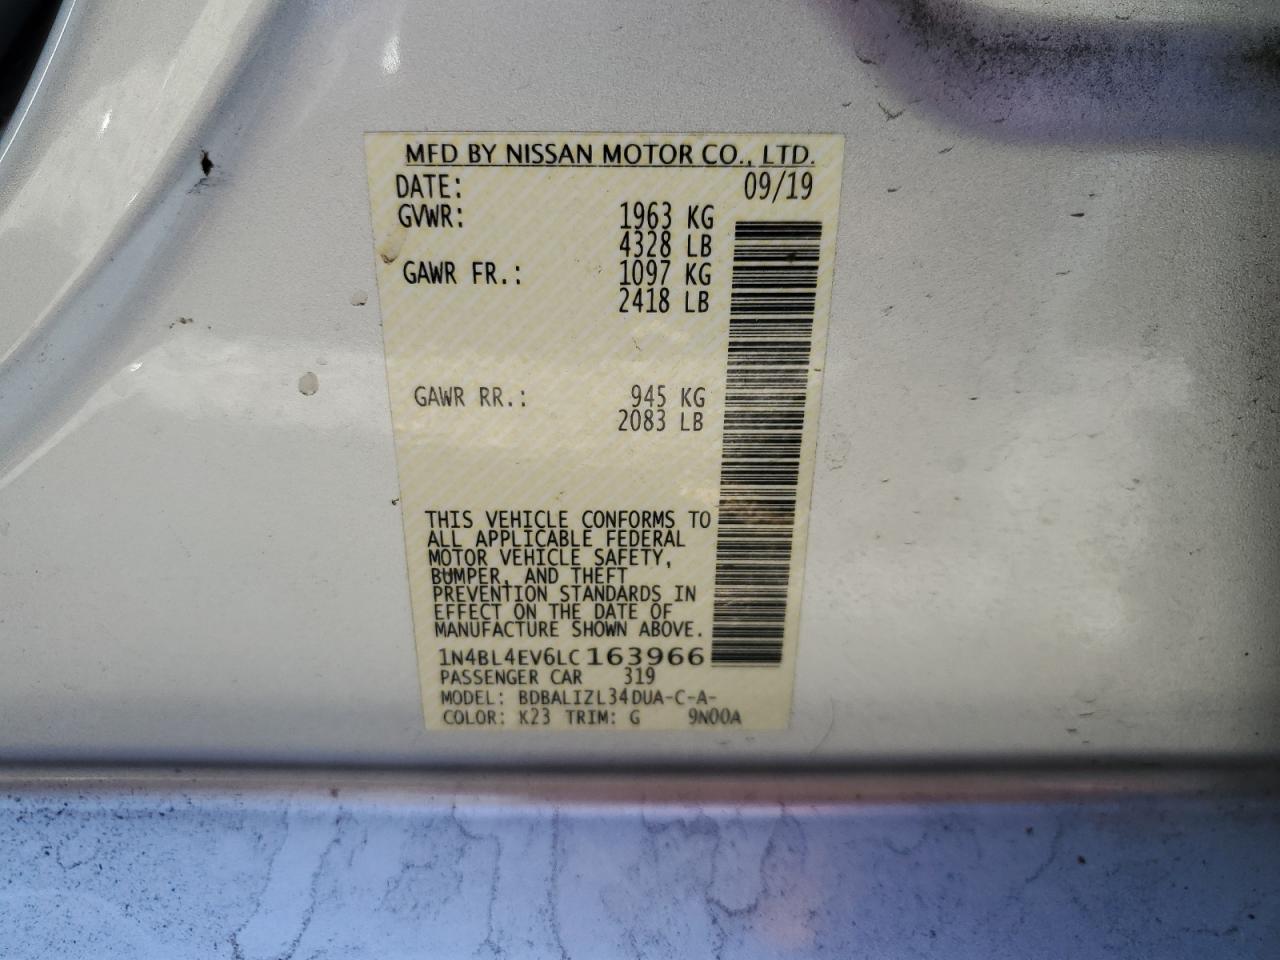 MFD BY NISSAN MOTOR CO., LTD.
DATE: 09/19
GVWR: 1963 KG
4328 LB
GAWR FR.: 1097 KG
2418 LB
GAWR RR.: 945 KG
2083 LB
THIS VEHICLE CONFORMS TO
ALL APPLICABLE FEDERAL
MOTOR VEHICLE SAFETY,
BUMPER, AND THEFT
PREVENTION STANDARDS IN
EFFECT ON THE DATE OF
MANUFACTURE SHOWN ABOVE.
1N4BL4EV6LC163966
PASSENGER CAR 319
MODEL: BDBALIZL34DUA-C-A-
COLOR: K23 TRIM: G 9N00A